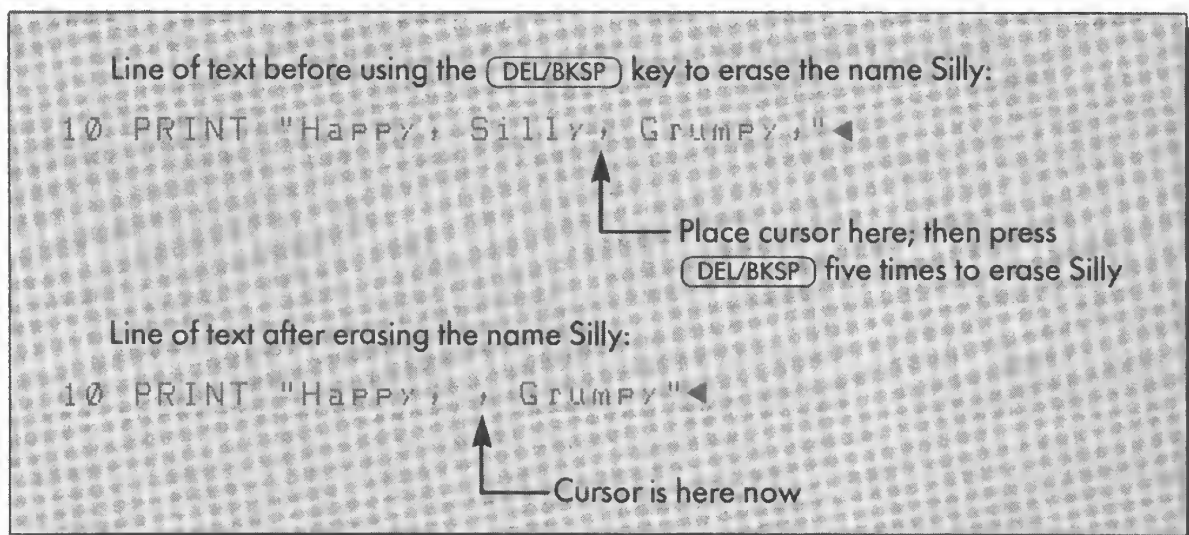 Line of text before using the DEL/BKSP key to erase the name Silly:
10 PRINT "Happy, Silly, Grumpy,"◄
Place cursor here; then press
DEL/BKSP five times to erase Silly
Line of text after erasing the name Silly:
10 PRINT "Happy, , Grumpy"◄
Cursor is here now